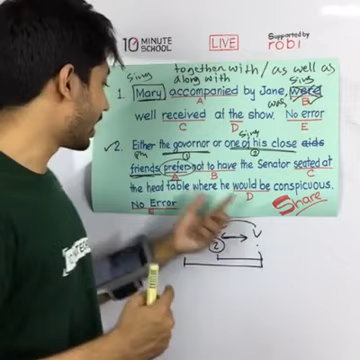 10 MINUTE SCHOOL
LIVE
Supported by
robi
together with / as well as
Sing along with Sing
1. Mary accompanied by Jane, were
A B
was
well received at the show. No error
C D E
Sing
2. Either the governor or one of his close aids
1 2
friends prefer not to have the Senator seated at
A B C
the head table where he would be conspicuous.
D
No Error
E
Share
2 V